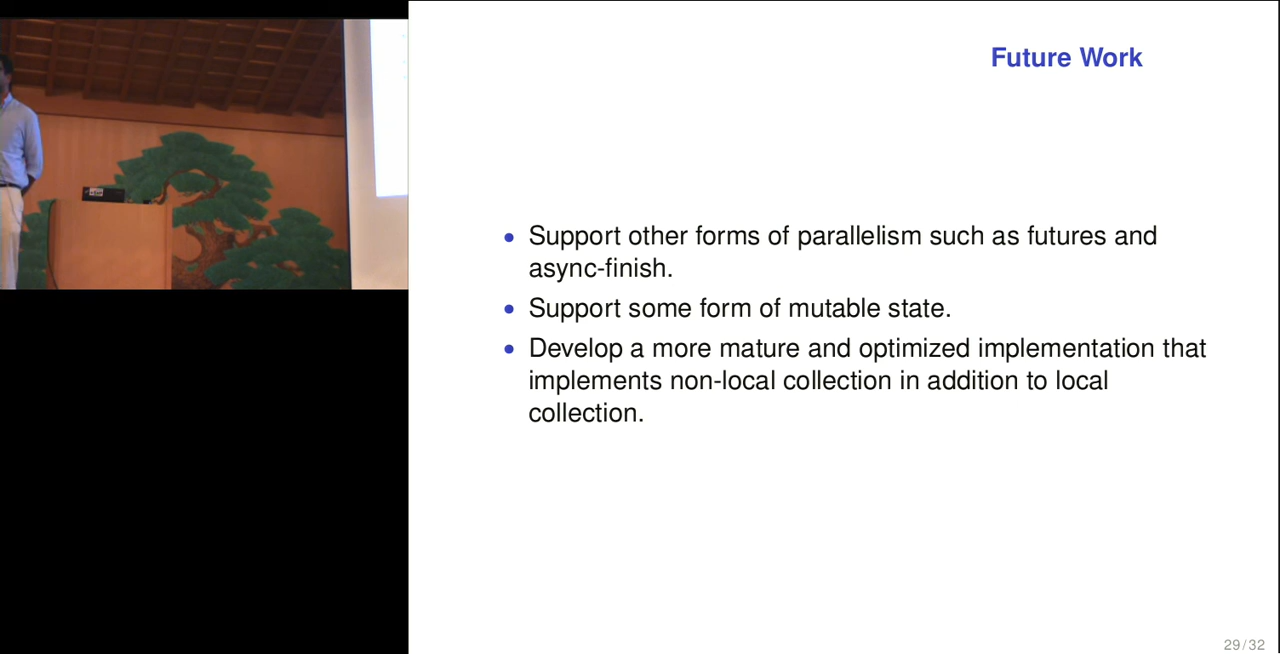 Future Work
• Support other forms of parallelism such as futures and
async-finish.
• Support some form of mutable state.
• Develop a more mature and optimized implementation that
implements non-local collection in addition to local
collection.
29/32